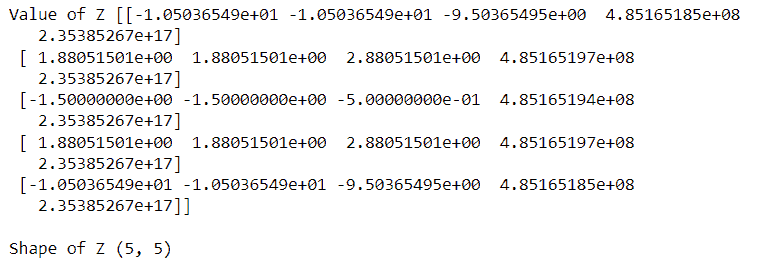 Value of Z [[-1.05036549e+01 -1.05036549e+01 -9.50365495e+00  4.85165185e+08
   2.35385267e+17]
 [ 1.88051501e+00  1.88051501e+00  2.88051501e+00  4.85165197e+08
   2.35385267e+17]
 [-1.50000000e+00 -1.50000000e+00 -5.00000000e-01  4.85165194e+08
   2.35385267e+17]
 [ 1.88051501e+00  1.88051501e+00  2.88051501e+00  4.85165197e+08
   2.35385267e+17]
 [-1.05036549e+01 -1.05036549e+01 -9.50365495e+00  4.85165185e+08
   2.35385267e+17]]
Shape of Z (5, 5)